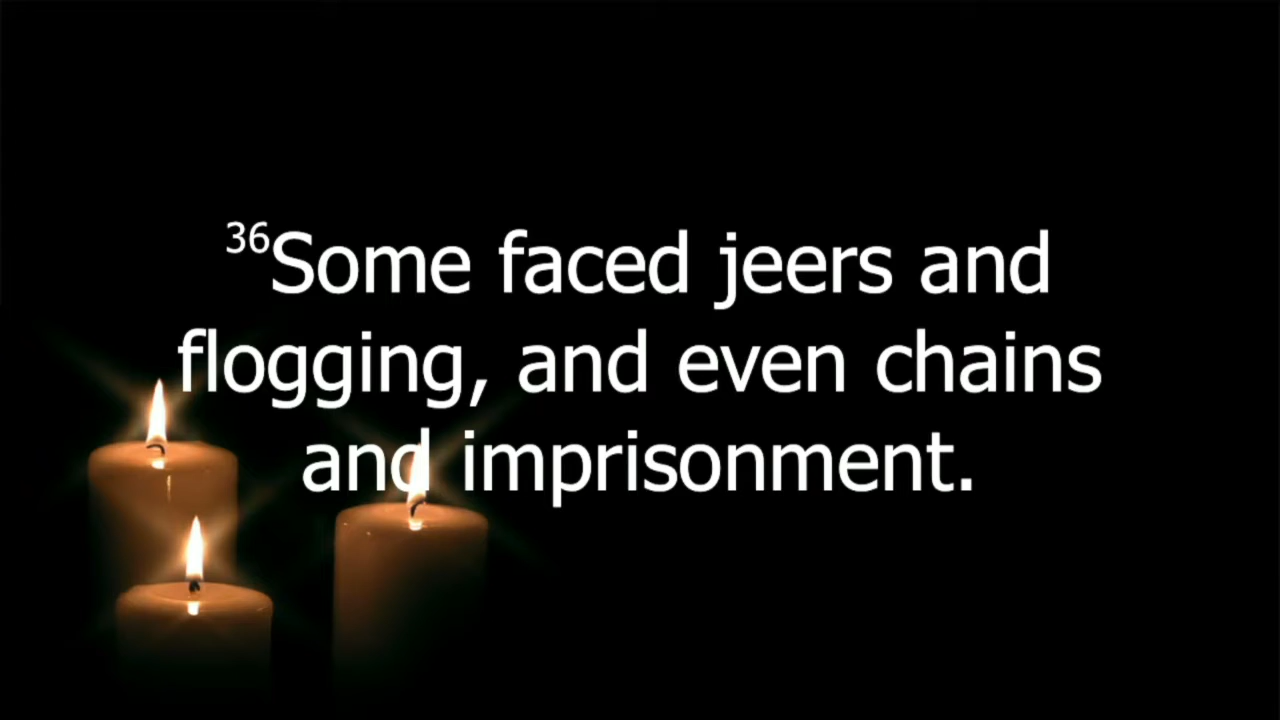 36Some faced jeers and
flogging, and even chains
and imprisonment.